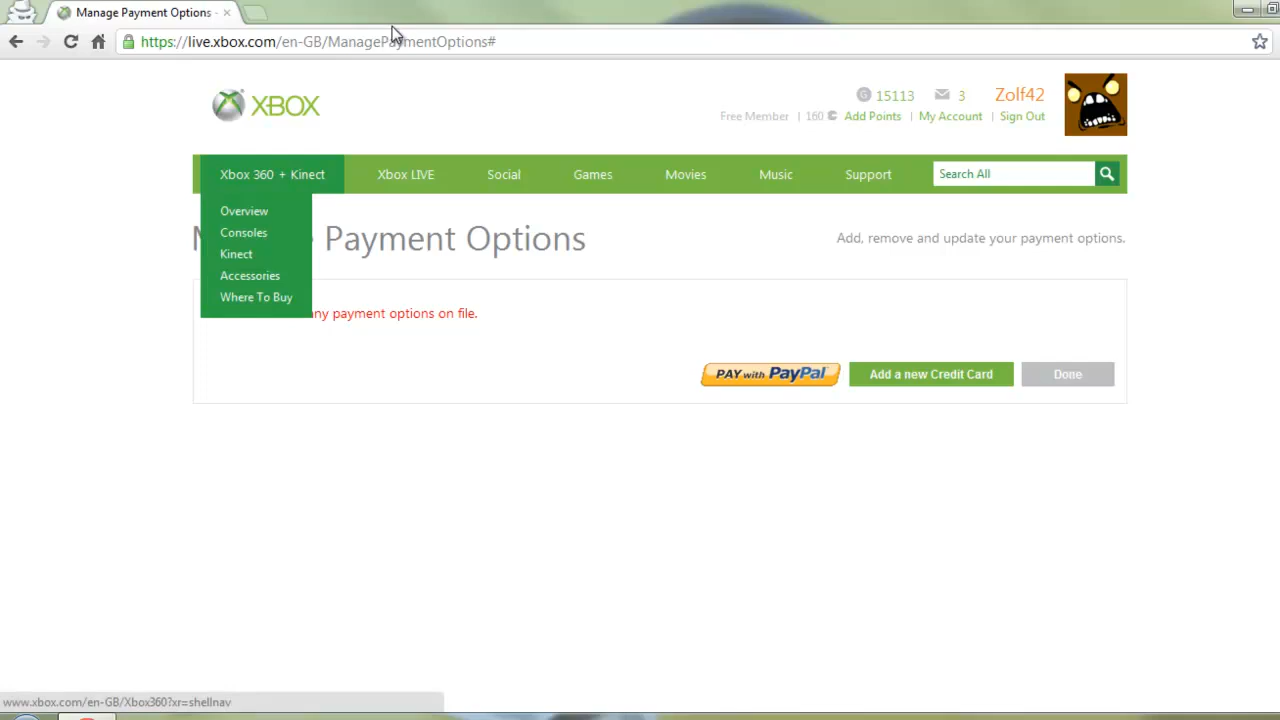 Manage Payment Options -
https://live.xbox.com/en-GB/ManagePaymentOptions#
XBOX
G 15113 3 Zolf42
Free Member | 160 Add Points | My Account | Sign Out
Xbox 360 + Kinect Xbox LIVE Social Games Movies Music Support Search All
Overview
Consoles
Kinect
Accessories
Where To Buy
Payment Options
Add, remove and update your payment options.
payment options on file.
PAY with PayPal Add a new Credit Card Done
www.xbox.com/en-GB/Xbox360?xr=shellnav